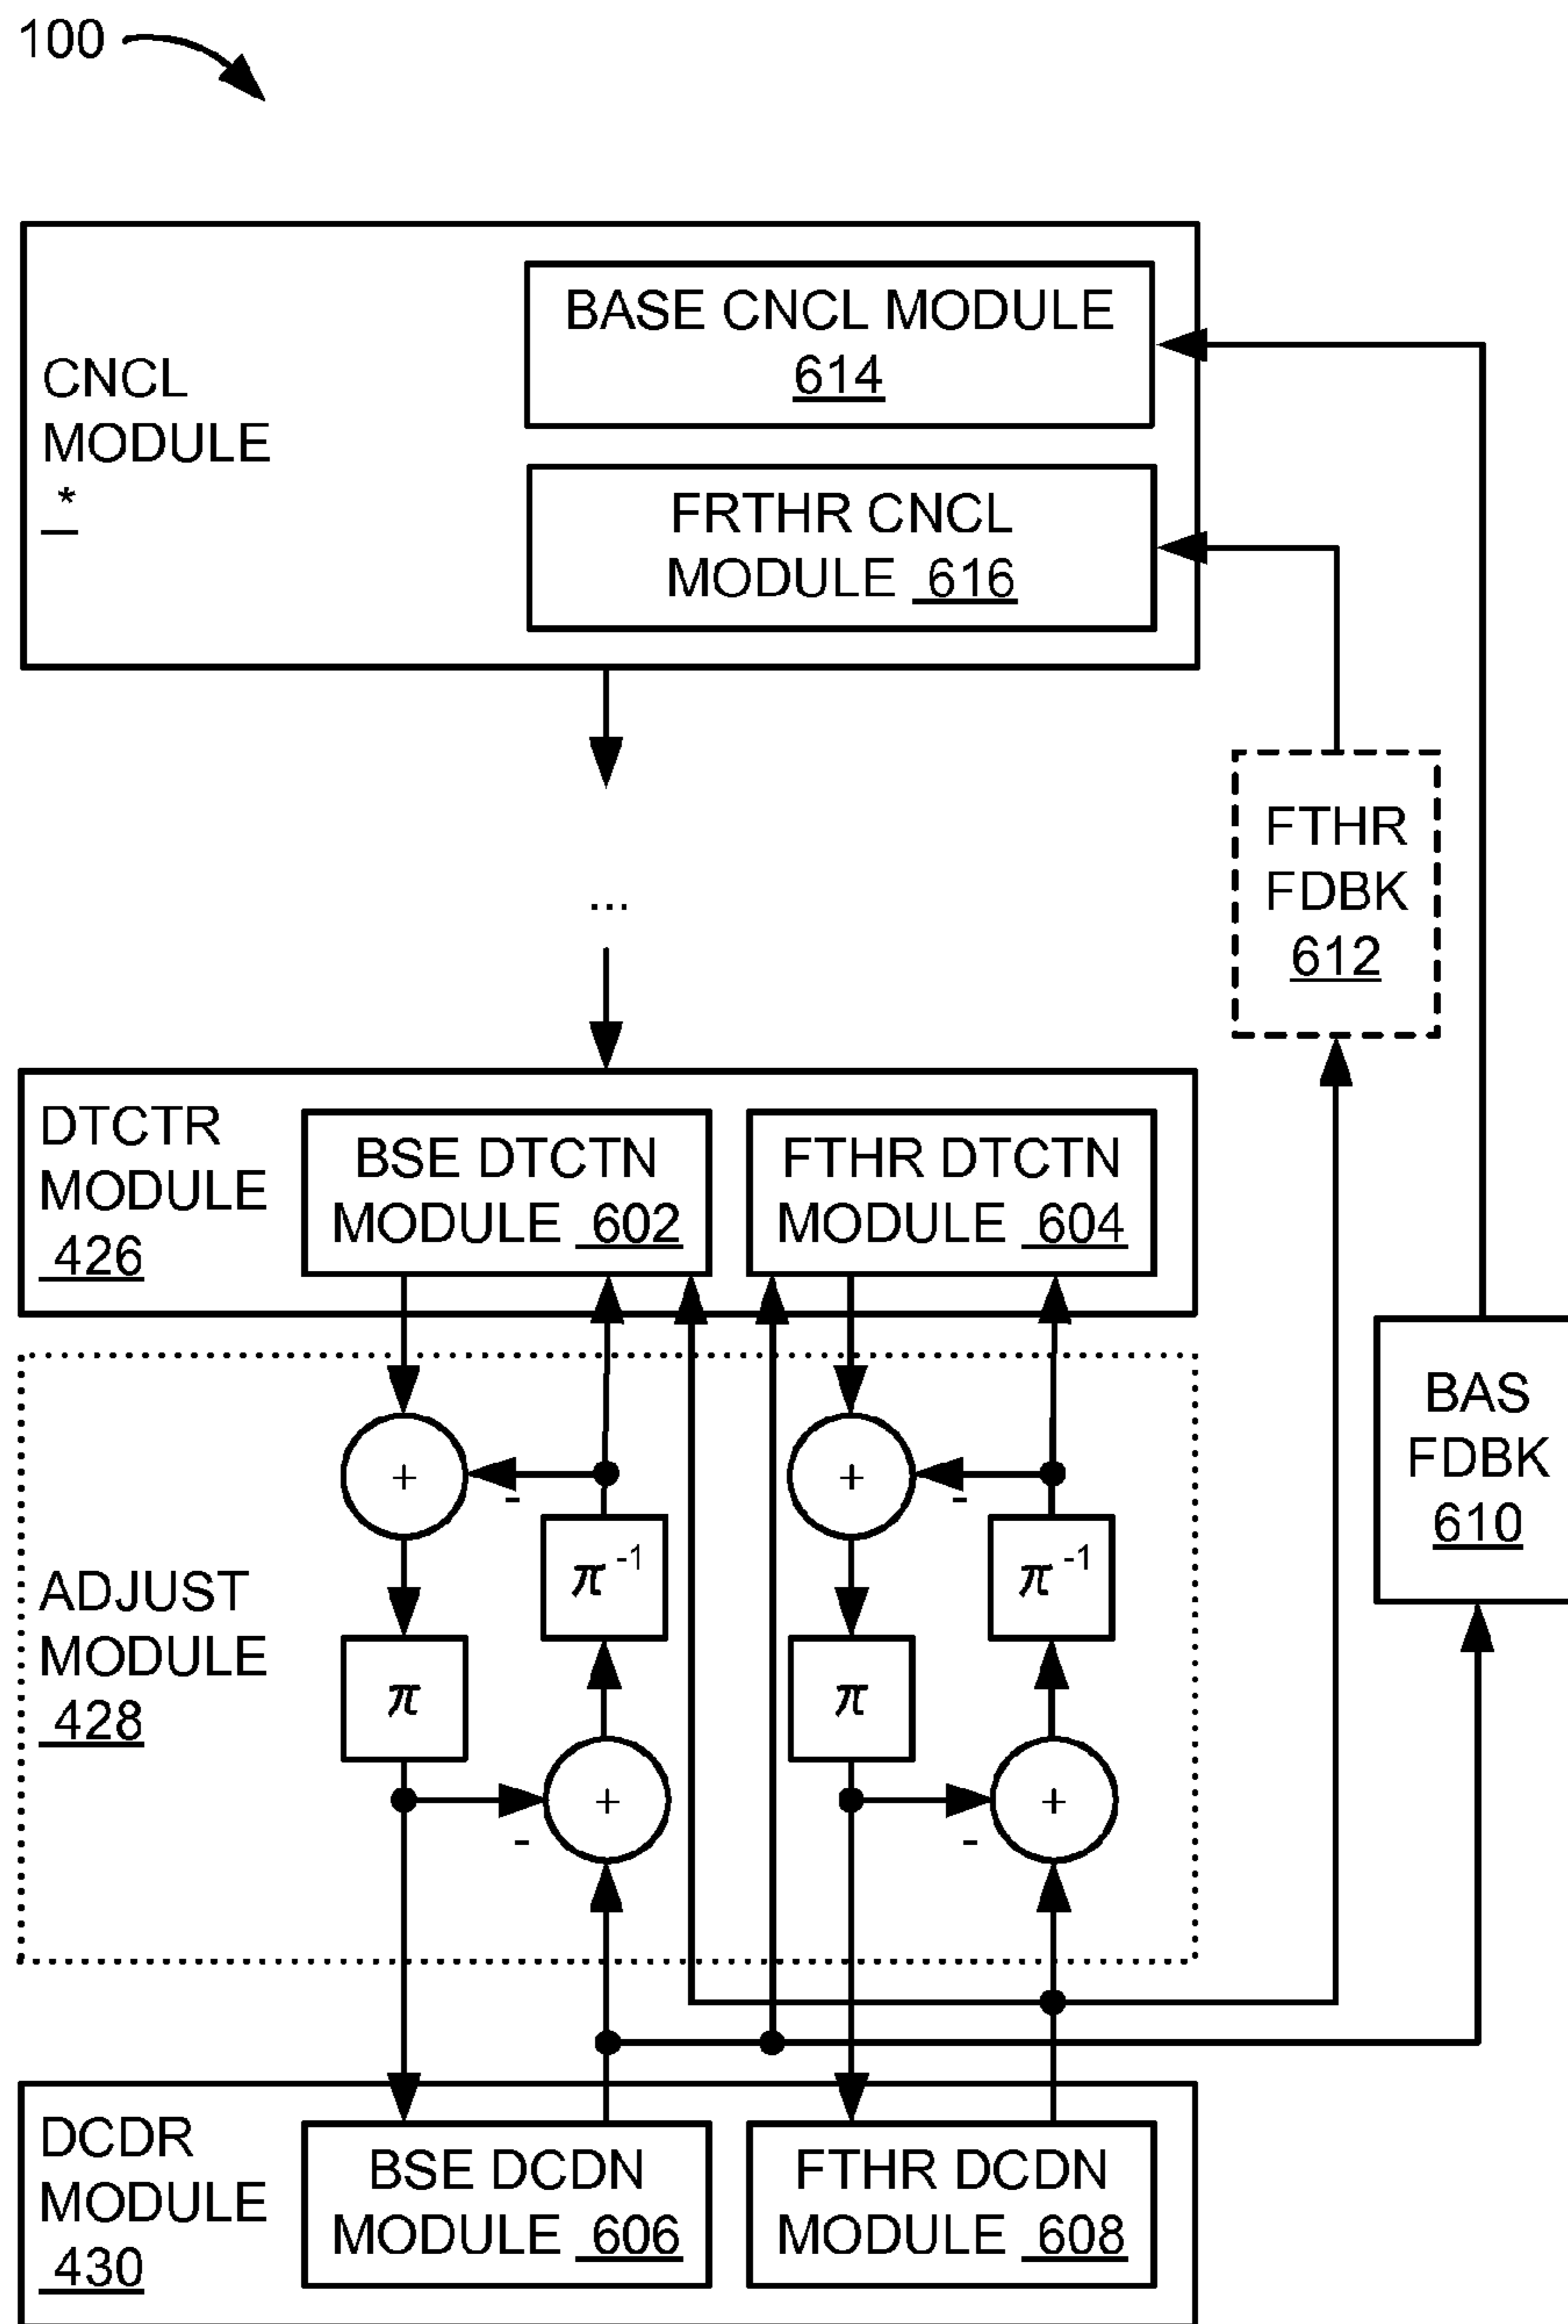 100
BASE CNCL MODULE
614
CNCL
MODULE
*
FRTHR CNCL
MODULE 616
FTHR
FDBK
612
...
DTCTR
MODULE
426
BSE DTCTN
MODULE 602
FTHR DTCTN
MODULE 604
BAS
FDBK
610
+
-
+
-
π⁻¹
π⁻¹
ADJUST
MODULE
428
π
π
+
-
+
-
DCDR
MODULE
430
BSE DCDN
MODULE 606
FTHR DCDN
MODULE 608